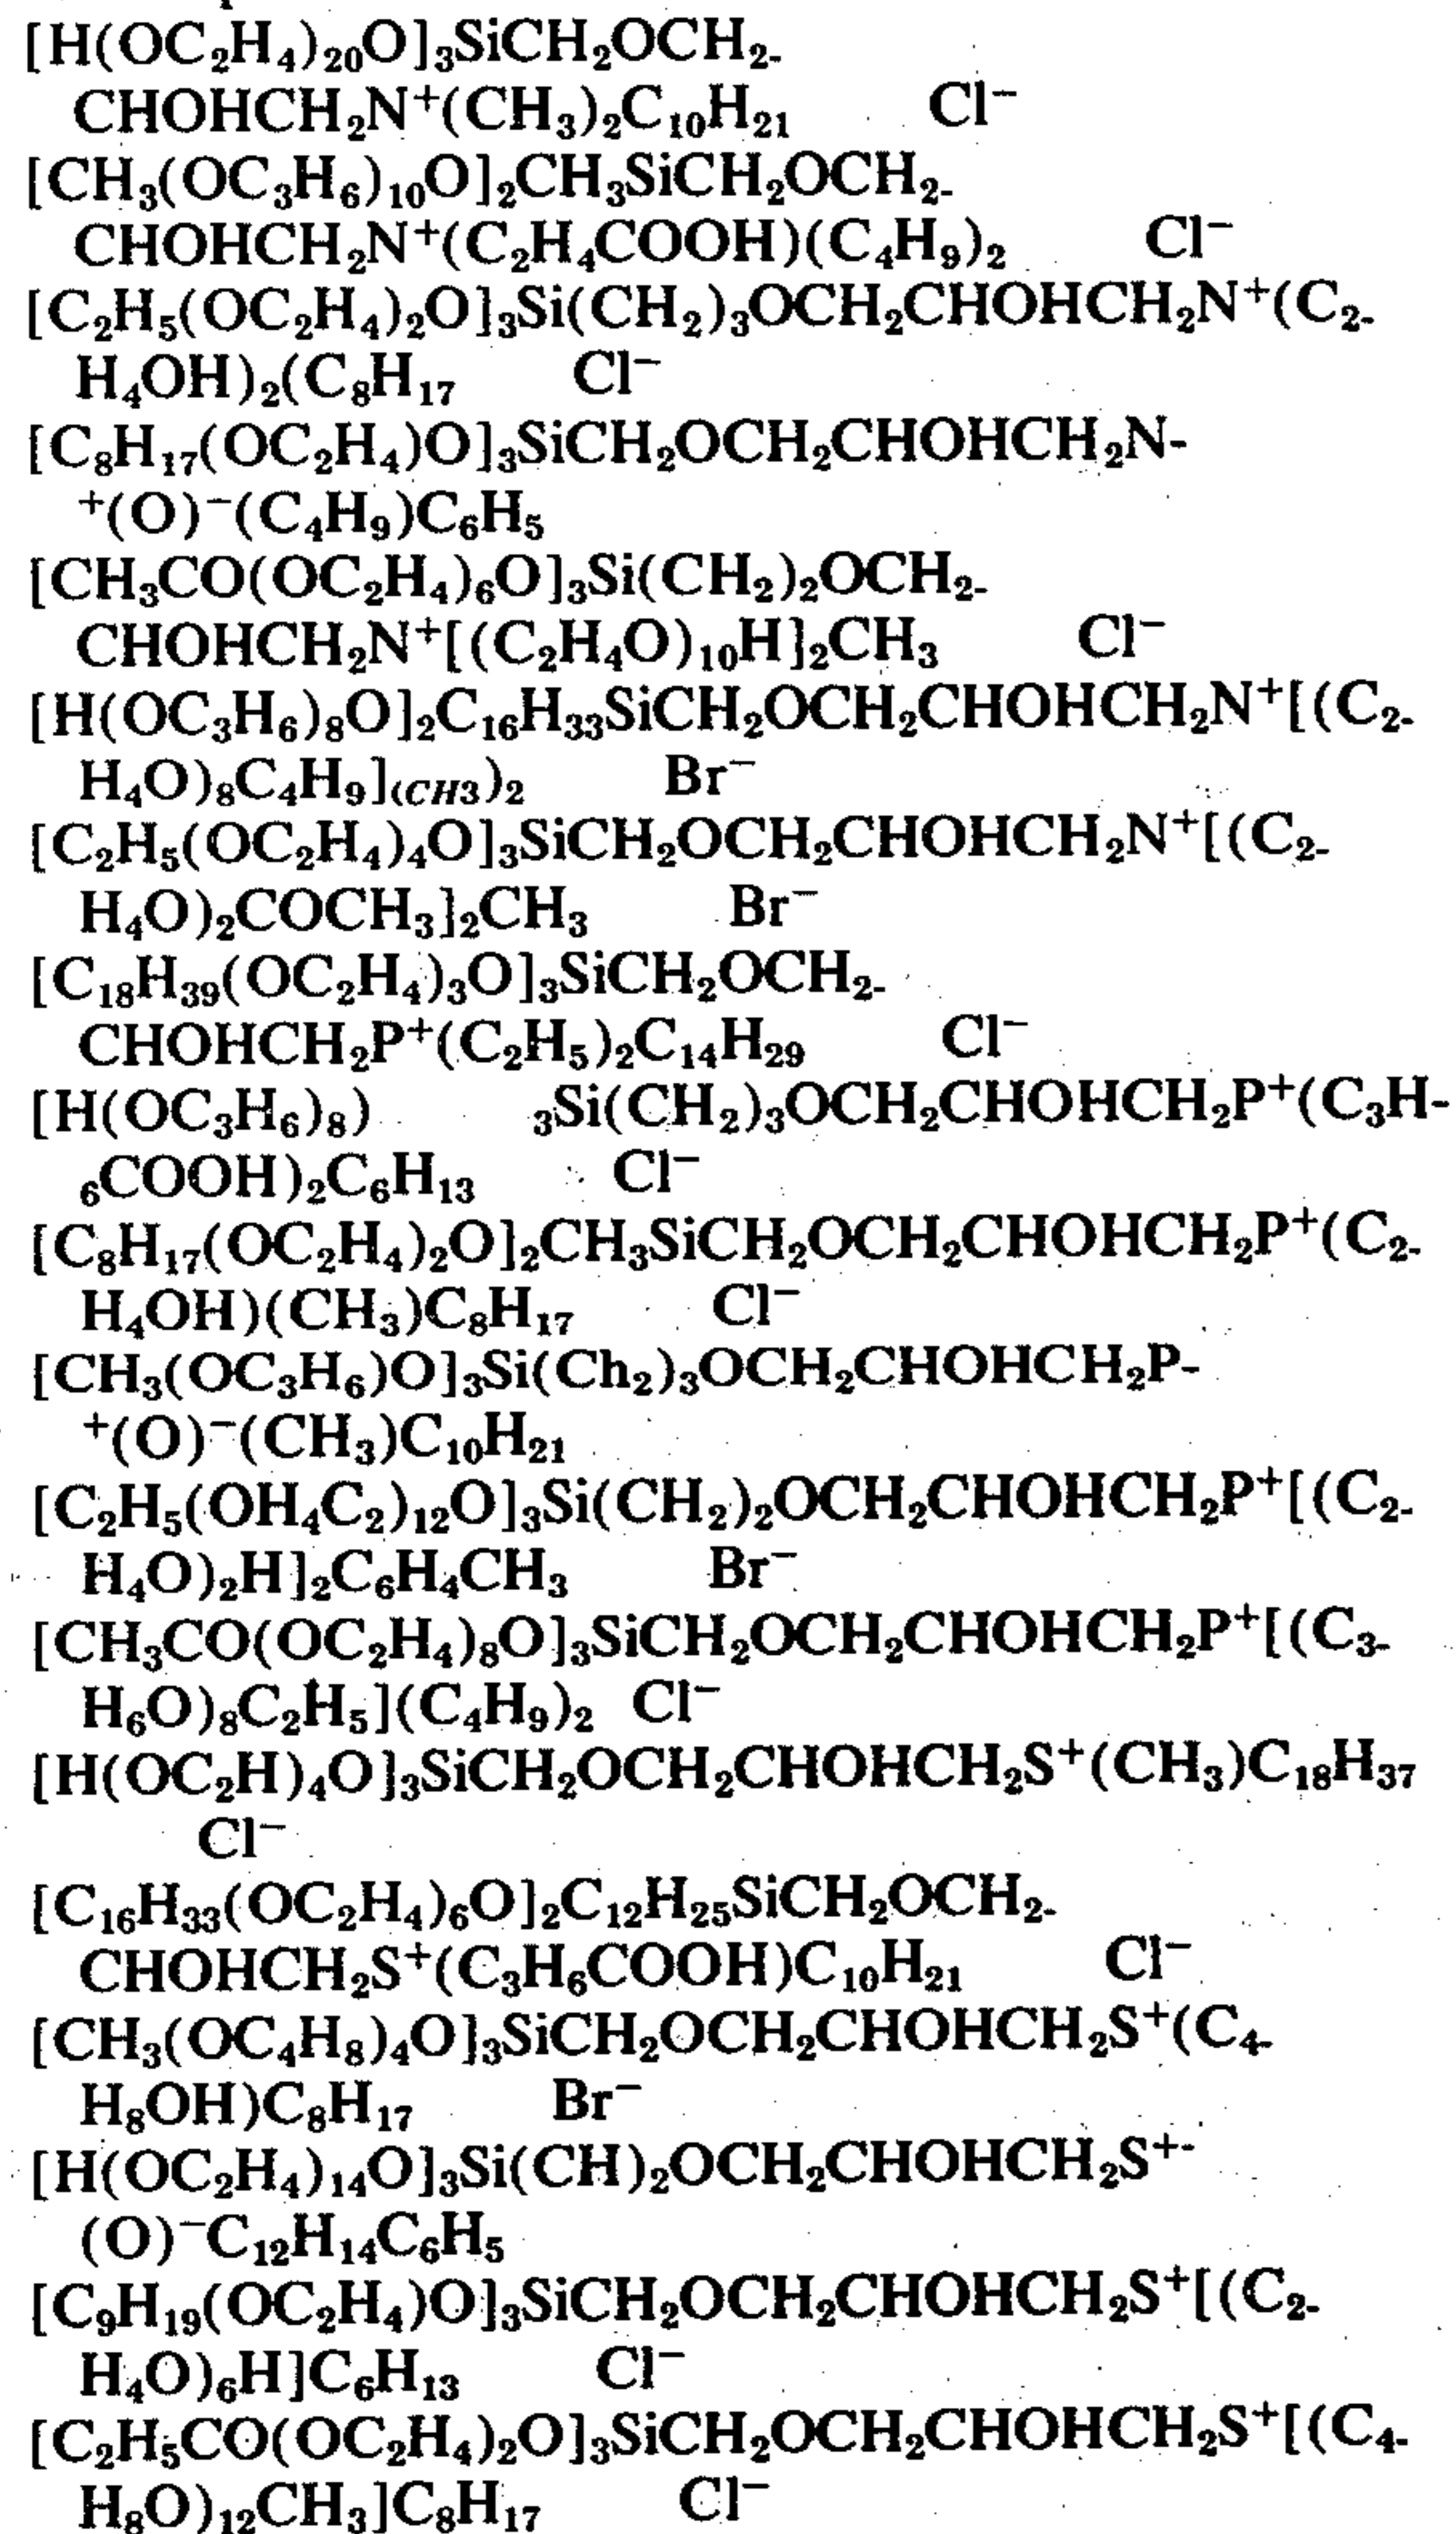 [H(OC₂H₄)₂₀O]₃SiCH₂OCH₂-
CHOHCH₂N⁺(CH₃)₂C₁₀H₂₁ Cl⁻
[CH₃(OC₃H₆)₁₀O]₂CH₃SiCH₂OCH₂-
CHOHCH₂N⁺(C₂H₄COOH)(C₄H₉)₂ Cl⁻
[C₂H₅(OC₂H₄)₂O]₃Si(CH₂)₃OCH₂CHOHCH₂N⁺(C₂-
H₄OH)₂(C₈H₁₇ Cl⁻
[C₈H₁₇(OC₂H₄)O]₃SiCH₂OCH₂CHOHCH₂N-
⁺(O)⁻(C₄H₉)C₆H₅
[CH₃CO(OC₂H₄)₆O]₃Si(CH₂)₂OCH₂-
CHOHCH₂N⁺[(C₂H₄O)₁₀H]₂CH₃ Cl⁻
[H(OC₃H₆)₈O]₂C₁₆H₃₃SiCH₂OCH₂CHOHCH₂N⁺[(C₂-
H₄O)₈C₄H₉](CH3)₂ Br⁻
[C₂H₅(OC₂H₄)₄O]₃SiCH₂OCH₂CHOHCH₂N⁺[(C₂-
H₄O)₂COCH₃]₂CH₃ Br⁻
[C₁₈H₃₉(OC₂H₄)₃O]₃SiCH₂OCH₂-
CHOHCH₂P⁺(C₂H₅)₂C₁₄H₂₉ Cl⁻
[H(OC₃H₆)₈) ₃Si(CH₂)₃OCH₂CHOHCH₂P⁺(C₃H-
₆COOH)₂C₆H₁₃ Cl⁻
[C₈H₁₇(OC₂H₄)₂O]₂CH₃SiCH₂OCH₂CHOHCH₂P⁺(C₂-
H₄OH)(CH₃)C₈H₁₇ Cl⁻
[CH₃(OC₃H₆)O]₃Si(Ch₂)₃OCH₂CHOHCH₂P-
⁺(O)⁻(CH₃)C₁₀H₂₁
[C₂H₅(OH₄C₂)₁₂O]₃Si(CH₂)₂OCH₂CHOHCH₂P⁺[(C₂-
H₄O)₂H]₂C₆H₄CH₃ Br⁻
[CH₃CO(OC₂H₄)₈O]₃SiCH₂OCH₂CHOHCH₂P⁺[(C₃-
H₆O)₈C₂H₅](C₄H₉)₂ Cl⁻
[H(OC₂H)₄O]₃SiCH₂OCH₂CHOHCH₂S⁺(CH₃)C₁₈H₃₇
Cl⁻
[C₁₆H₃₃(OC₂H₄)₆O]₂C₁₂H₂₅SiCH₂OCH₂-
CHOHCH₂S⁺(C₃H₆COOH)C₁₀H₂₁ Cl⁻
[CH₃(OC₄H₈)₄O]₃SiCH₂OCH₂CHOHCH₂S⁺(C₄-
H₈OH)C₈H₁₇ Br⁻
[H(OC₂H₄)₁₄O]₃Si(CH)₂OCH₂CHOHCH₂S⁺-
(O)⁻C₁₂H₁₄C₆H₅
[C₉H₁₉(OC₂H₄)O]₃SiCH₂OCH₂CHOHCH₂S⁺[(C₂-
H₄O)₆H]C₆H₁₃ Cl⁻
[C₂H₅CO(OC₂H₄)₂O]₃SiCH₂OCH₂CHOHCH₂S⁺[(C₄-
H₈O)₁₂CH₃]C₈H₁₇ Cl⁻